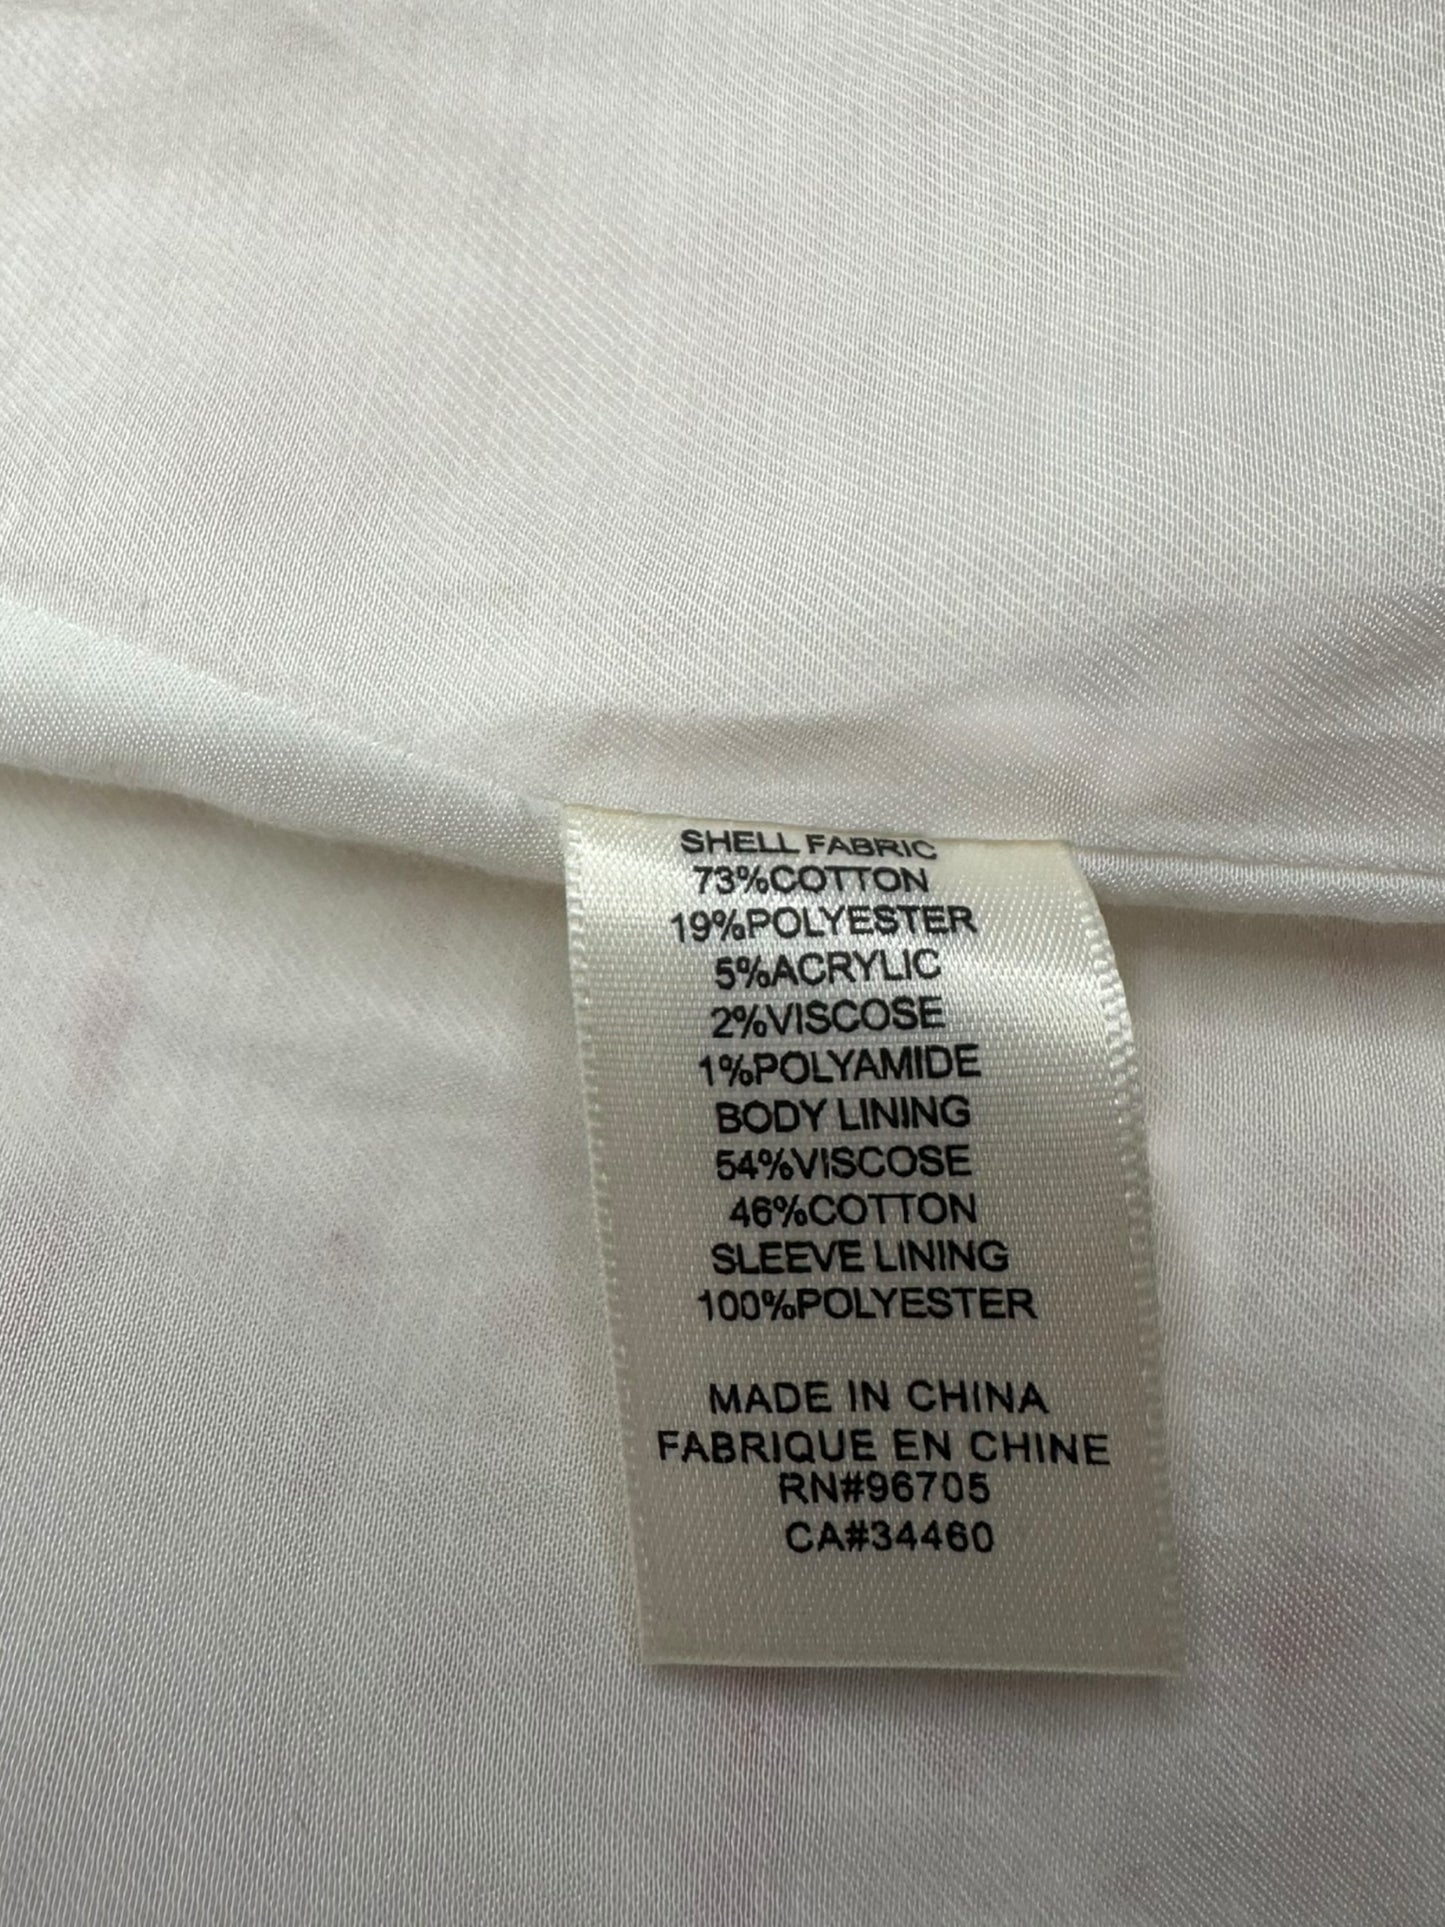 SHELL FABRIC
73%COTTON
19%POLYESTER
5%ACRYLIC
2%VISCOSE
1%POLYAMIDE
BODY LINING
54%VISCOSE
46%COTTON
SLEEVE LINING
100%POLYESTER
MADE IN CHINA
FABRIQUE EN CHINE
RN#96705
CA#34460